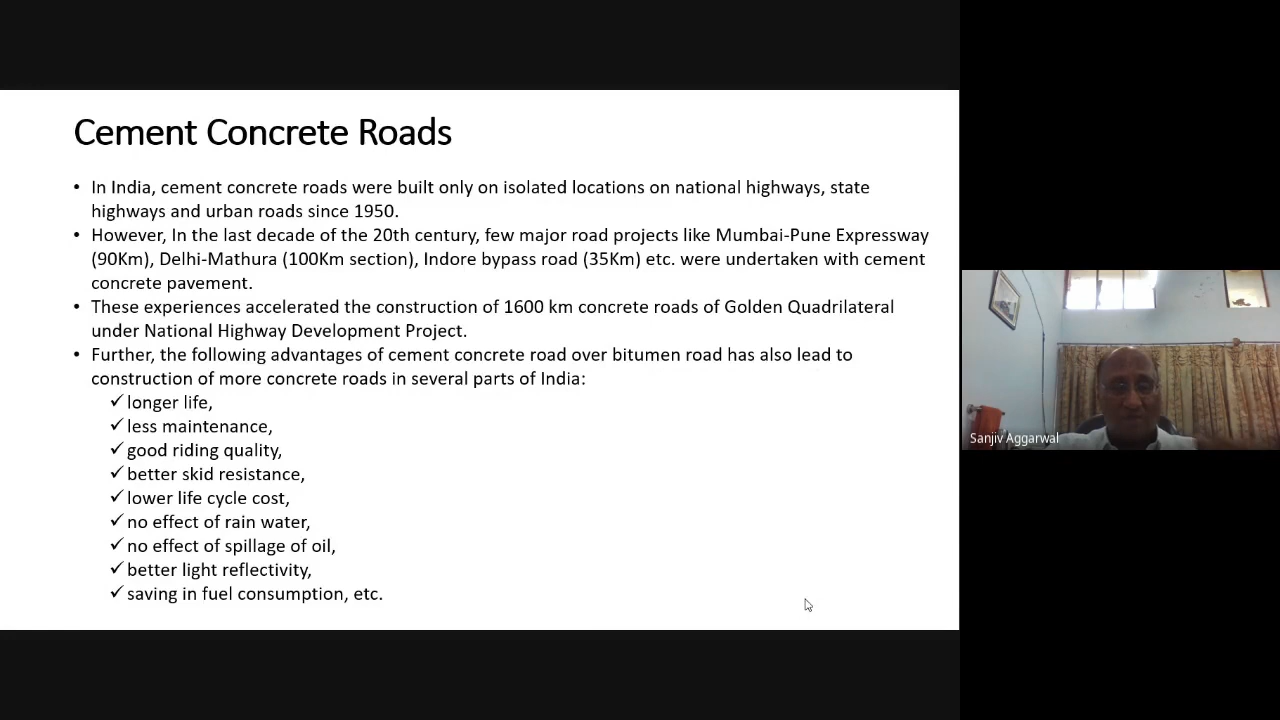 Cement Concrete Roads
• In India, cement concrete roads were built only on isolated locations on national highways, state
highways and urban roads since 1950.
• However, In the last decade of the 20th century, few major road projects like Mumbai-Pune Expressway
(90Km), Delhi-Mathura (100Km section), Indore bypass road (35Km) etc. were undertaken with cement
concrete pavement.
• These experiences accelerated the construction of 1600 km concrete roads of Golden Quadrilateral
under National Highway Development Project.
• Further, the following advantages of cement concrete road over bitumen road has also lead to
construction of more concrete roads in several parts of India:
✓ longer life,
✓ less maintenance,
✓ good riding quality,
✓ better skid resistance,
✓ lower life cycle cost,
✓ no effect of rain water,
✓ no effect of spillage of oil,
✓ better light reflectivity,
✓ saving in fuel consumption, etc.
Sanjiv Aggarwal